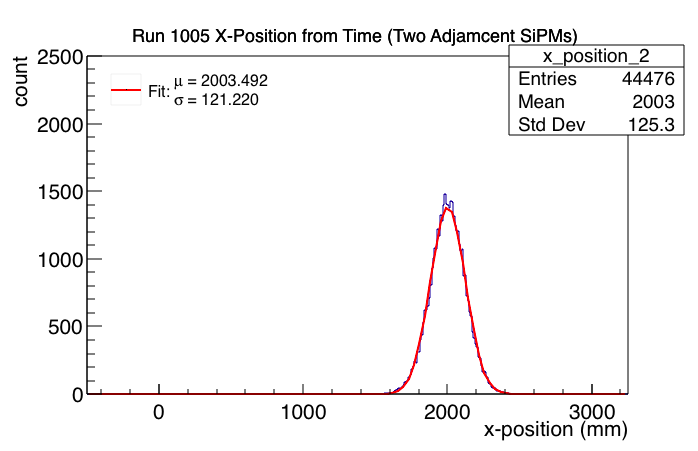 Run 1005 X-Position from Time (Two Adjamcent SiPMs)
x_position_2
Entries 44476
Mean 2003
Std Dev 125.3
Fit: μ = 2003.492
σ = 121.220
count
2500
2000
1500
1000
500
0
0 1000 2000 3000
x-position (mm)